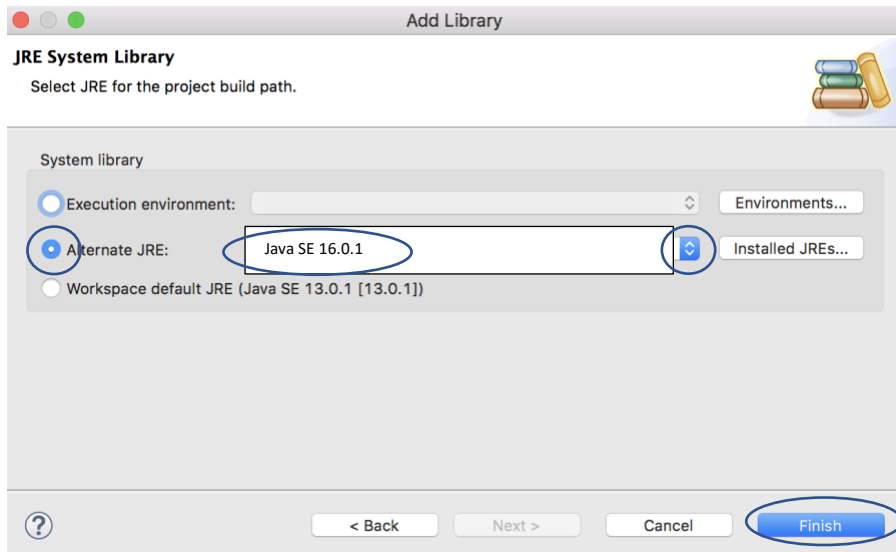 Add Library
JRE System Library
Select JRE for the project build path.
System library
Execution environment:
Environments...
Alternate JRE:
Java SE 16.0.1
Installed JREs...
Workspace default JRE (Java SE 13.0.1 [13.0.1])
?
< Back
Next >
Cancel
Finish